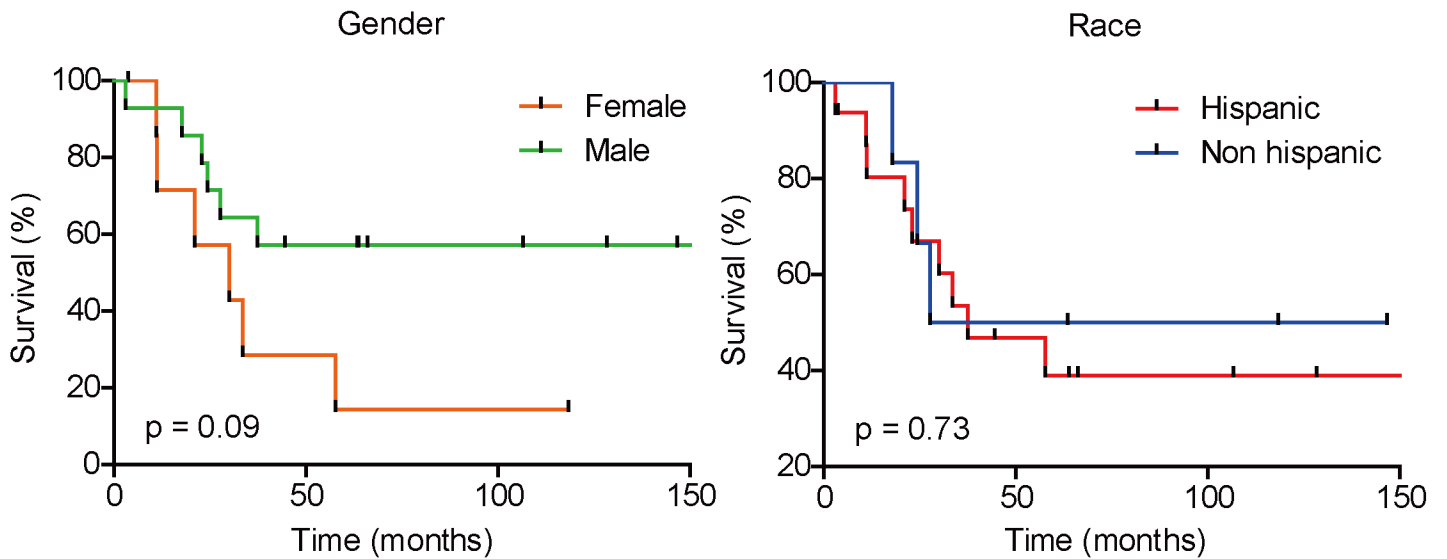 Gender
Survival (%)
100
80
60
40
20
0
Female
Male
p = 0.09
0 50 100 150
Time (months)
Race
Survival (%)
100
80
60
40
20
Hispanic
Non hispanic
p = 0.73
0 50 100 150
Time (months)